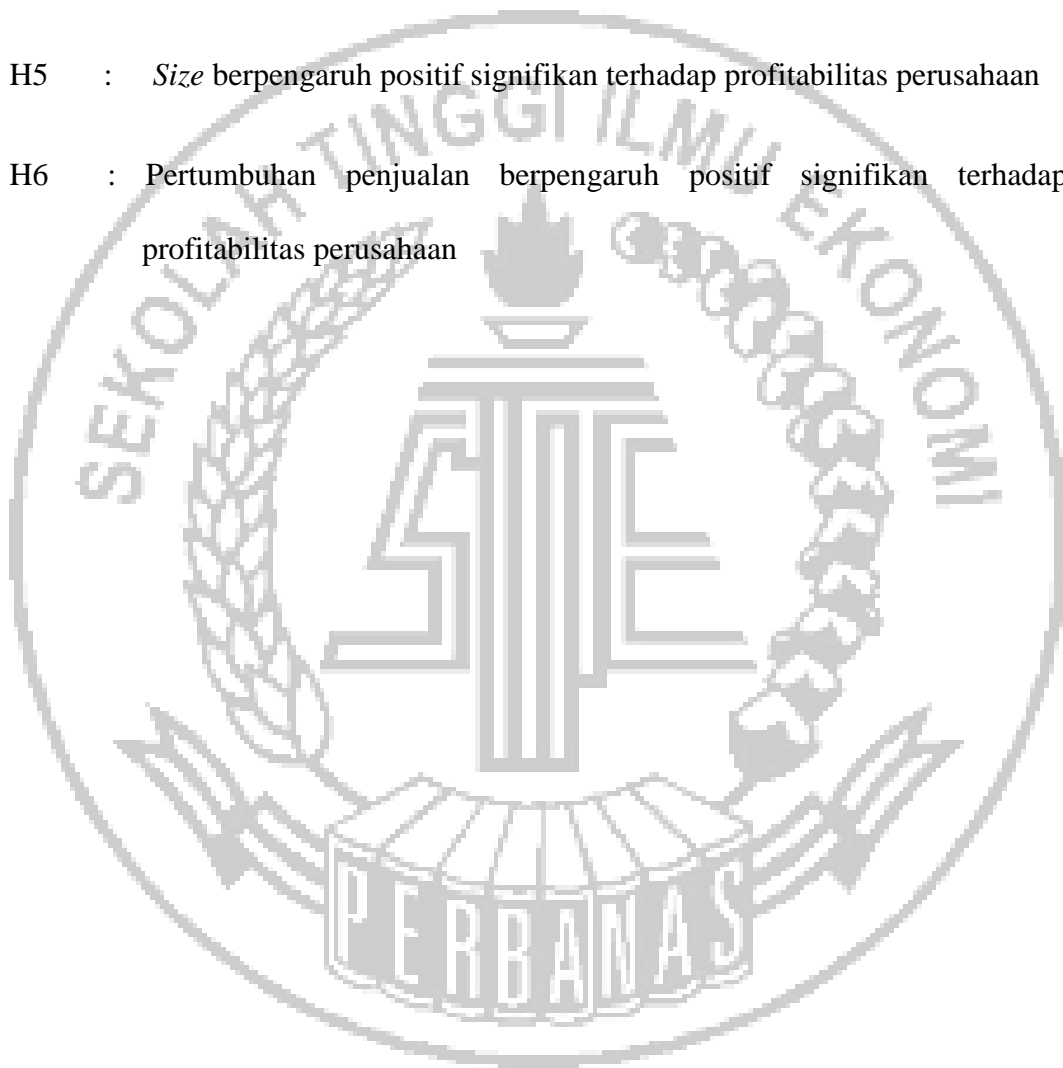 H5 : Size berpengaruh positif signifikan terhadap profitabilitas perusahaan
H6 : Pertumbuhan penjualan berpengaruh positif signifikan terhadap
profitabilitas perusahaan
SEKOLAH TINGGI ILMU EKONOMI
STIE
PERBANAS